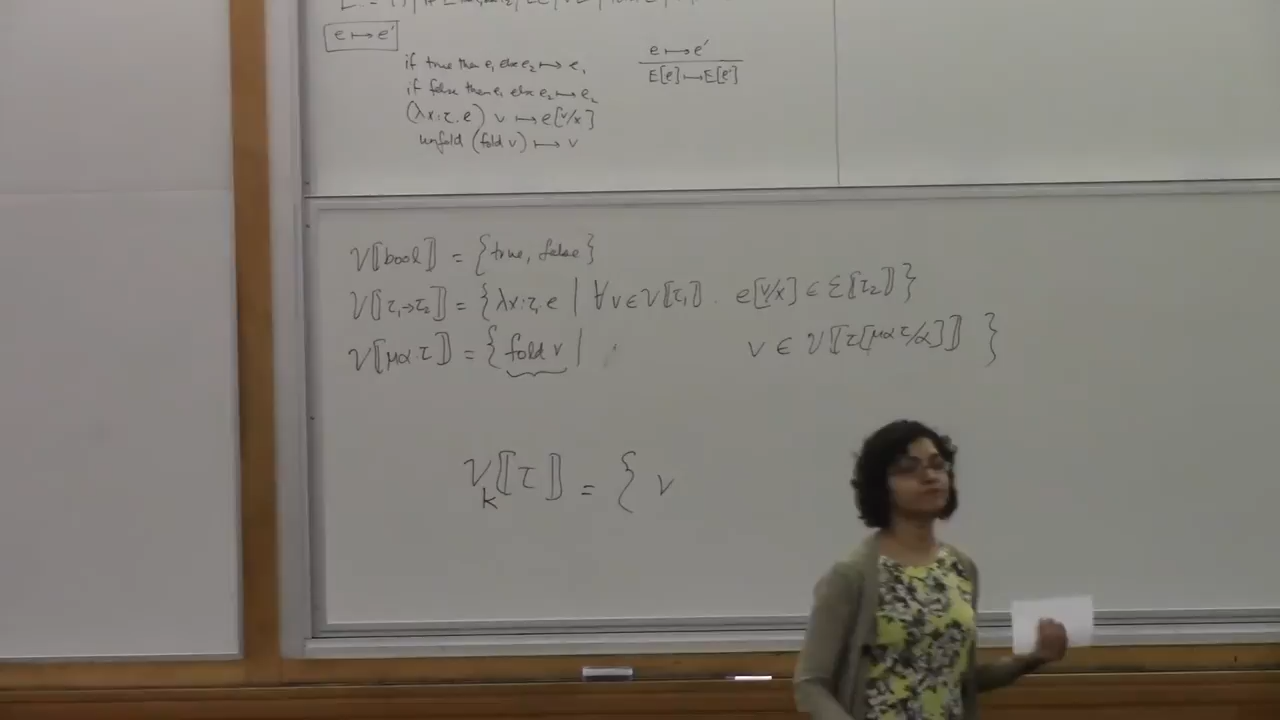 e ↦ e'
if true then e₁ else e₂ ↦ e₁
if false then e₁ else e₂ ↦ e₂
(λx:τ.e) v ↦ e[v/x]
unfold (fold v) ↦ v
e ↦ e'
E[e] ↦ E[e']
𝒱⟦bool⟧ = {true, false}
𝒱⟦τ₁→τ₂⟧ = {λx:τ₁.e | ∀v∈𝒱⟦τ₁⟧. e[v/x] ∈ ℰ⟦τ₂⟧}
𝒱⟦μα.τ⟧ = {fold v | v ∈ 𝒱⟦τ[μα.τ/α]⟧}
𝒱ₖ⟦τ⟧ = { v